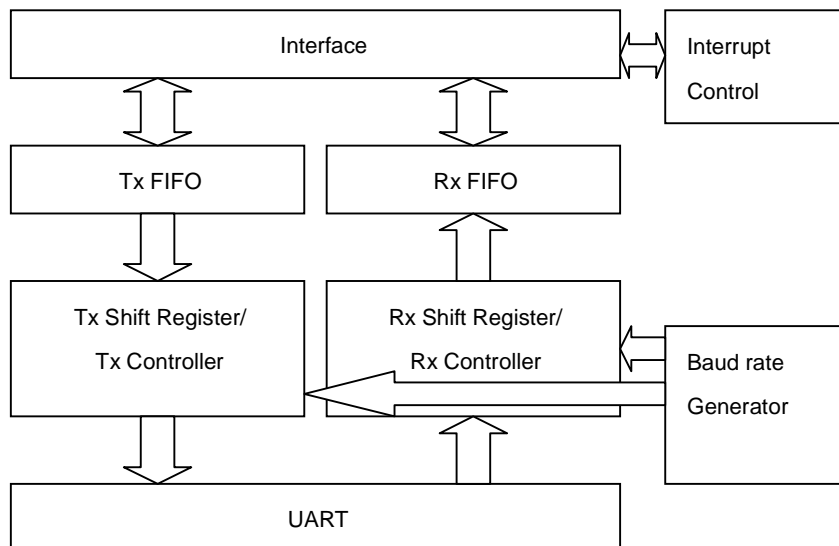 Interface
Interrupt
Control
Tx FIFO
Rx FIFO
Tx Shift Register/
Tx Controller
Rx Shift Register/
Rx Controller
Baud rate
Generator
UART